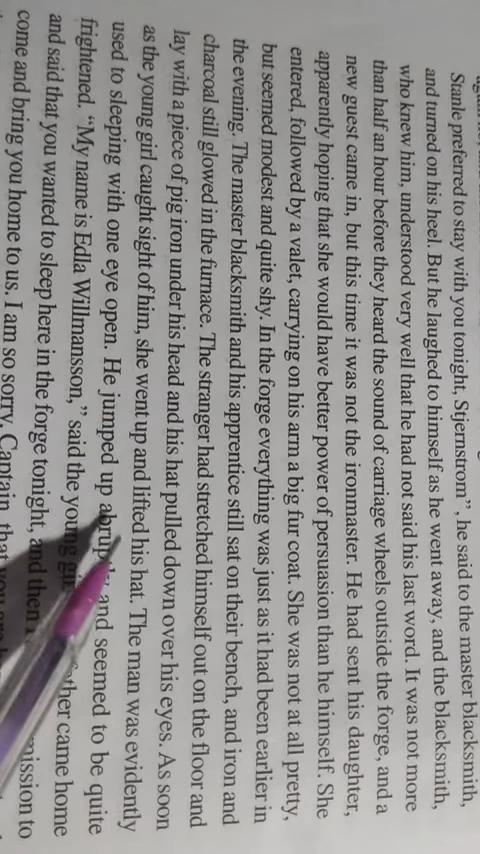 Stanle preferred to stay with you tonight, Stjernstrom”, he said to the master blacksmith,
and turned on his heel. But he laughed to himself as he went away, and the blacksmith,
who knew him, understood very well that he had not said his last word. It was not more
than half an hour before they heard the sound of carriage wheels outside the forge, and a
new guest came in, but this time it was not the ironmaster. He had sent his daughter,
apparently hoping that she would have better power of persuasion than he himself. She
entered, followed by a valet, carrying on his arm a big fur coat. She was not at all pretty,
but seemed modest and quite shy. In the forge everything was just as it had been earlier in
the evening. The master blacksmith and his apprentice still sat on their bench, and iron and
charcoal still glowed in the furnace. The stranger had stretched himself out on the floor and
lay with a piece of pig iron under his head and his hat pulled down over his eyes. As soon
as the young girl caught sight of him, she went up and lifted his hat. The man was evidently
used to sleeping with one eye open. He jumped up and seemed to be quite
frightened. “My name is Edla Willmansson,” said the young came home
and said that you wanted to sleep here in the forge tonight, and then to
come and bring you home to us. I am so sorry, Captain, that you